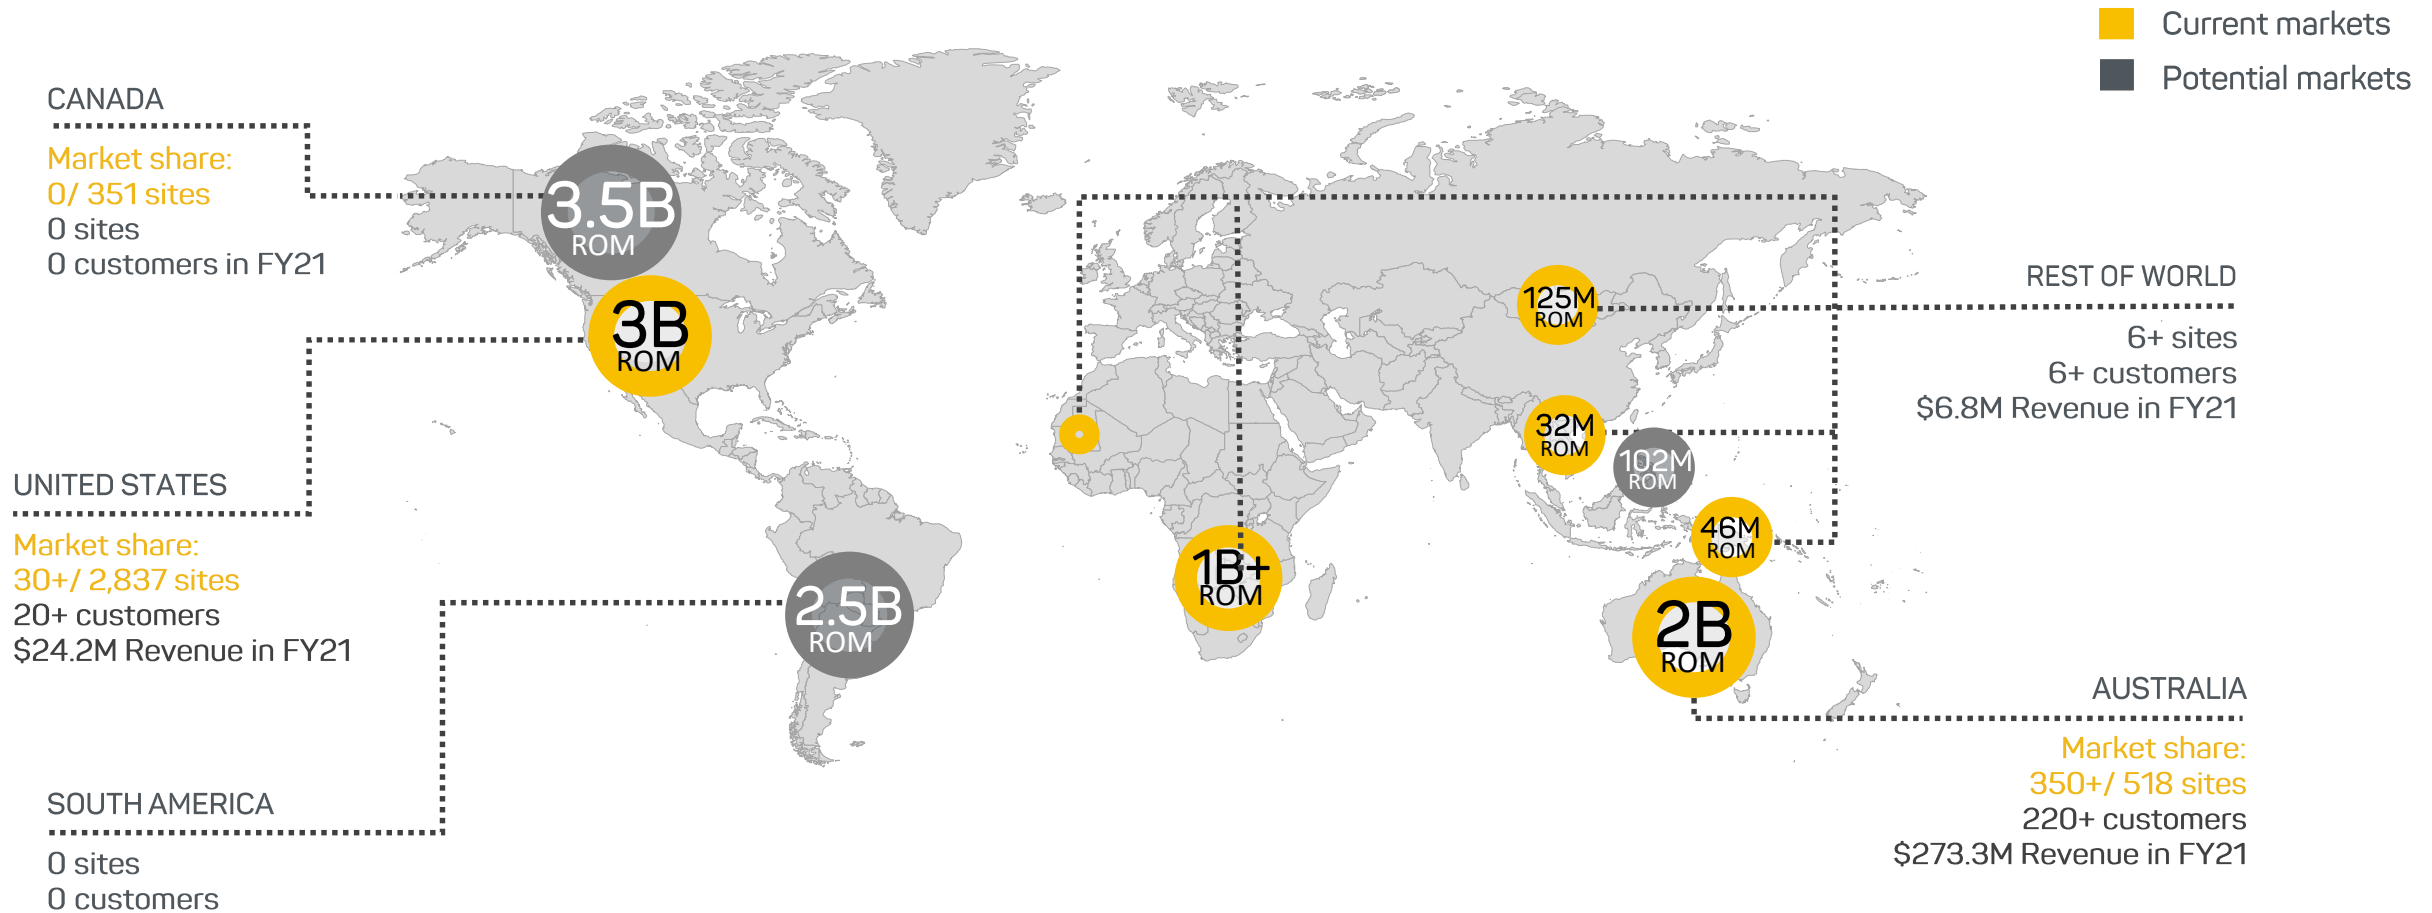 Current markets
Potential markets
CANADA
Market share:
0/ 351 sites
0 sites
0 customers in FY21
3.5B
ROM
3B
ROM
UNITED STATES
Market share:
30+/ 2,837 sites
20+ customers
$24.2M Revenue in FY21
SOUTH AMERICA
0 sites
0 customers
2.5B
ROM
1B+
ROM
125M
ROM
32M
ROM
102M
ROM
46M
ROM
2B
ROM
REST OF WORLD
6+ sites
6+ customers
$6.8M Revenue in FY21
AUSTRALIA
Market share:
350+/ 518 sites
220+ customers
$273.3M Revenue in FY21